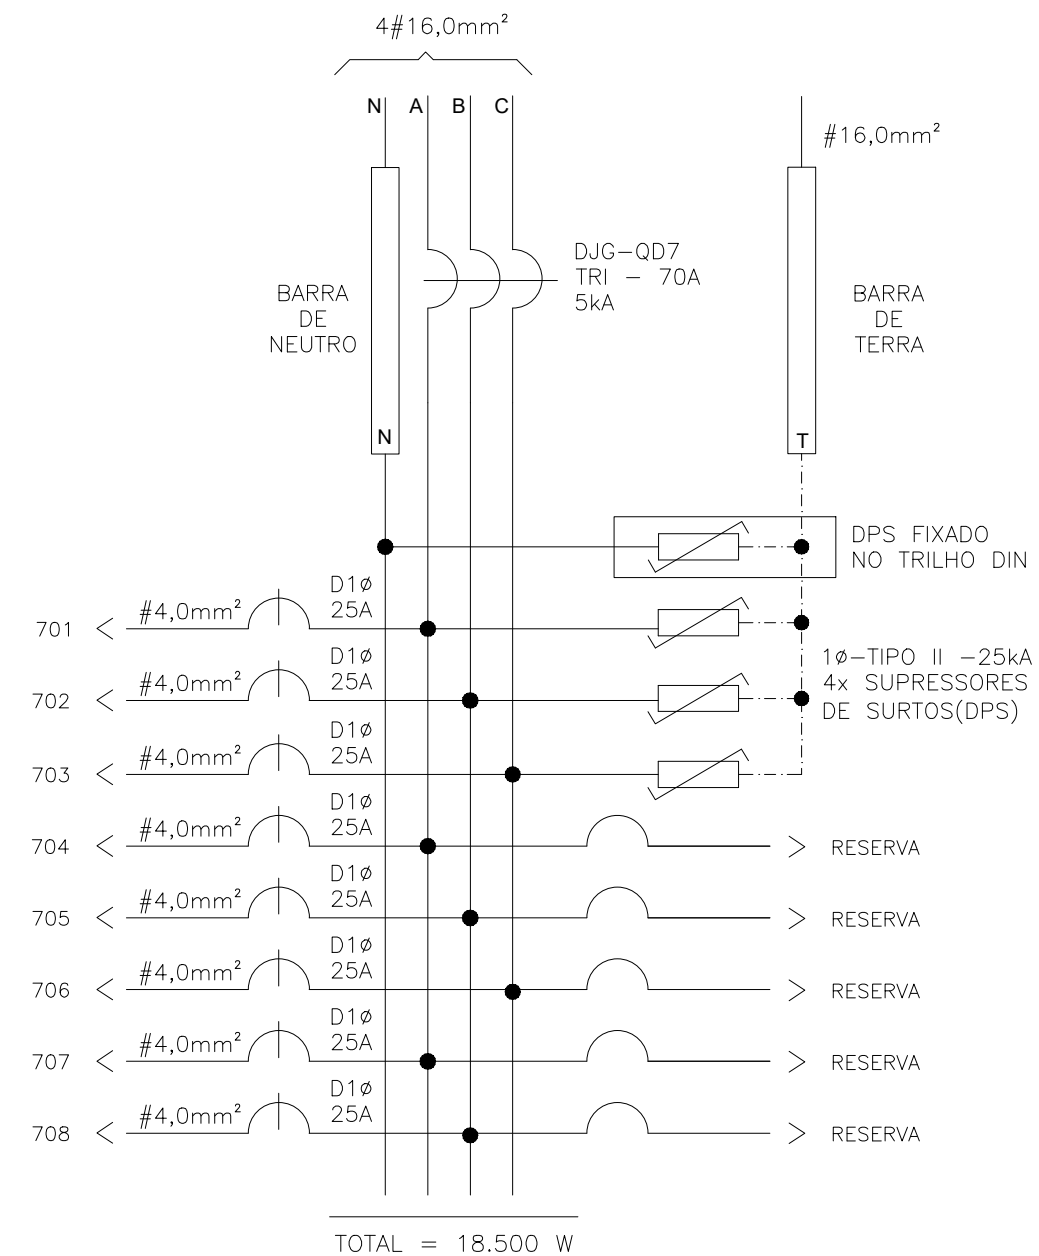 4#16,0mm²
N A B C
#16,0mm²
DJG-QD7
TRI - 70A
5kA
BARRA
DE
NEUTRO
BARRA
DE
TERRA
N
T
DPS FIXADO
NO TRILHO DIN
701 #4,0mm² D1ø
25A
702 #4,0mm² D1ø
25A
1ø-TIPO II -25kA
4x SUPRESSORES
DE SURTOS(DPS)
703 #4,0mm² D1ø
25A
704 #4,0mm² D1ø
25A
RESERVA
705 #4,0mm² D1ø
25A
RESERVA
706 #4,0mm² D1ø
25A
RESERVA
707 #4,0mm² D1ø
25A
RESERVA
708 #4,0mm² D1ø
25A
RESERVA
TOTAL = 18.500 W